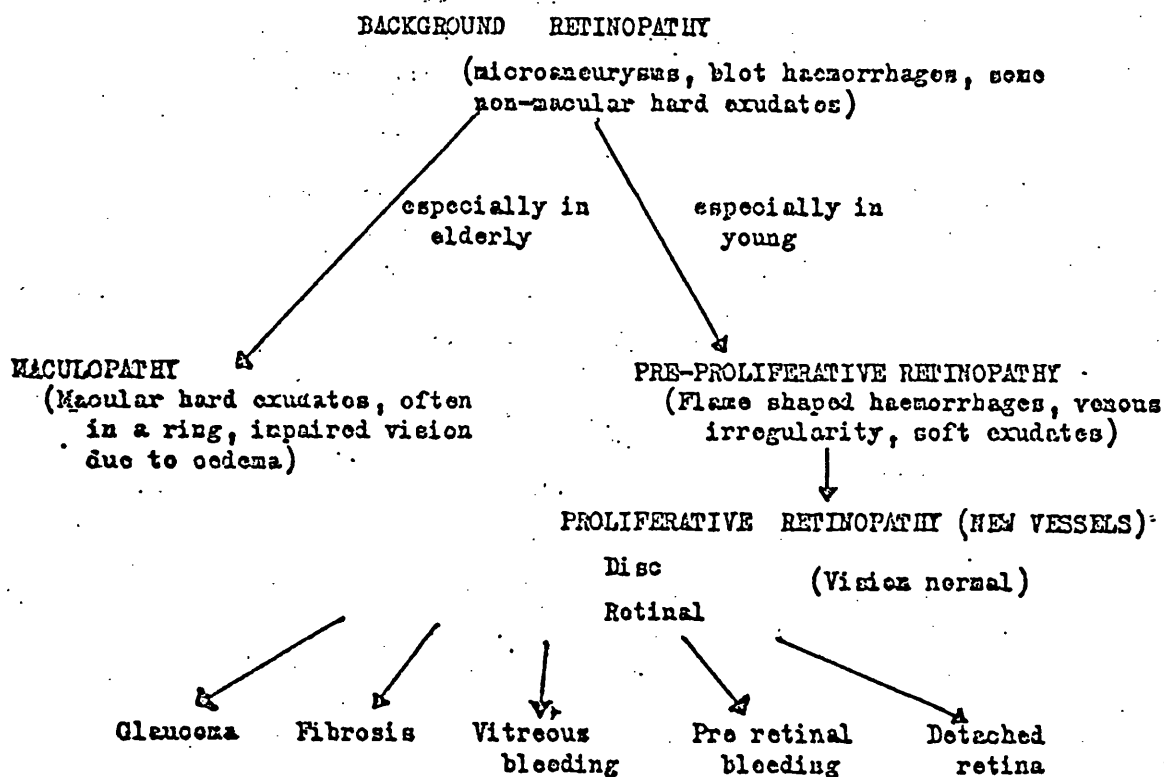 BACKGROUND RETINOPATHY
(microaneurysms, blot haemorrhages, some
non-macular hard exudates)
especially in
elderly
especially in
young
MACULOPATHY
(Macular hard exudates, often
in a ring, impaired vision
due to oedema)
PRE-PROLIFERATIVE RETINOPATHY
(Flame shaped haemorrhages, venous
irregularity, soft exudates)
PROLIFERATIVE RETINOPATHY (NEW VESSELS)
Disc
(Vision normal)
Retinal
Glaucoma Fibrosis Vitreous Pre retinal Detached
bleeding bleeding retina